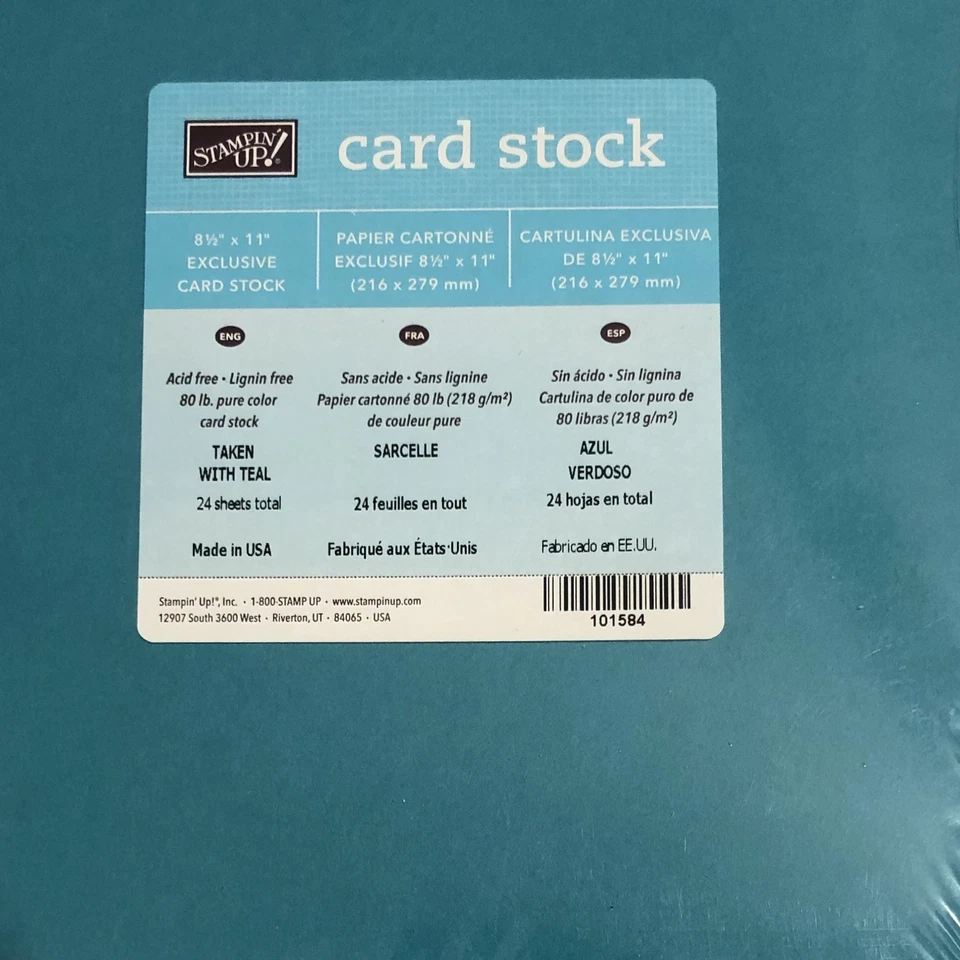 STAMPIN' UP!®
card stock
8½" x 11"
EXCLUSIVE
CARD STOCK
PAPIER CARTONNÉ
EXCLUSIF 8½" x 11"
(216 x 279 mm)
CARTULINA EXCLUSIVA
DE 8½" x 11"
(216 x 279 mm)
ENG
Acid free • Lignin free
80 lb. pure color
card stock
TAKEN
WITH TEAL
24 sheets total
Made in USA
FRA
Sans acide • Sans lignine
Papier cartonné 80 lb (218 g/m²)
de couleur pure
SARCELLE
24 feuilles en tout
Fabriqué aux États·Unis
ESP
Sin ácido • Sin lignina
Cartulina de color puro de
80 libras (218 g/m²)
AZUL
VERDOSO
24 hojas en total
Fabricado en EE.UU.
Stampin' Up!®, Inc. • 1-800-STAMP UP • www.stampinup.com
12907 South 3600 West • Riverton, UT • 84065 • USA
101584